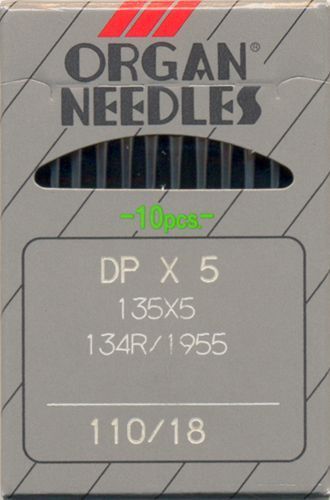 ORGAN®
NEEDLES
-10pcs.-
DP X 5
135X5
134R/1955
110/18